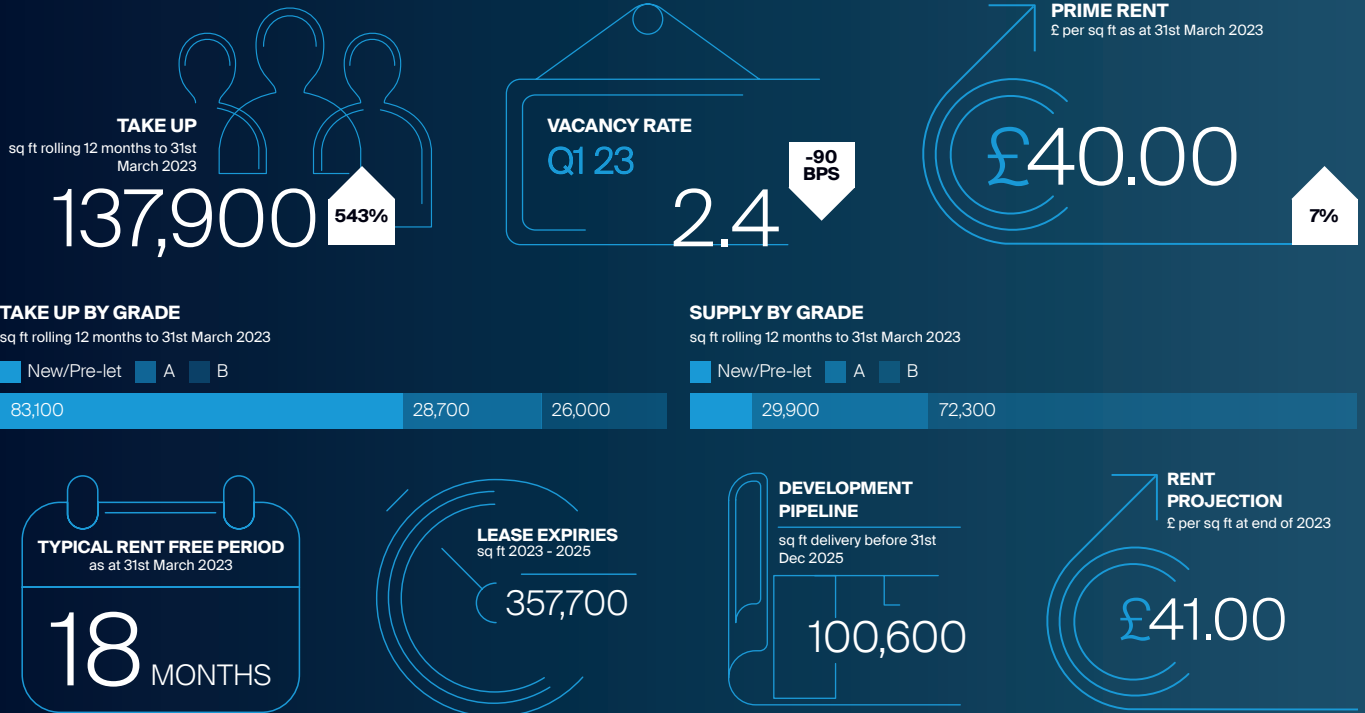 TAKE UP
sq ft rolling 12 months to 31st
March 2023
137,900
543%
VACANCY RATE
Q1 23
2.4
-90
BPS
PRIME RENT
£ per sq ft as at 31st March 2023
£40.00
7%
TAKE UP BY GRADE
sq ft rolling 12 months to 31st March 2023
New/Pre-let A B
83,100 28,700 26,000
SUPPLY BY GRADE
sq ft rolling 12 months to 31st March 2023
New/Pre-let A B
29,900 72,300
TYPICAL RENT FREE PERIOD
as at 31st March 2023
18 MONTHS
LEASE EXPIRIES
sq ft 2023 - 2025
357,700
DEVELOPMENT
PIPELINE
sq ft delivery before 31st
Dec 2025
100,600
RENT
PROJECTION
£ per sq ft at end of 2023
£41.00